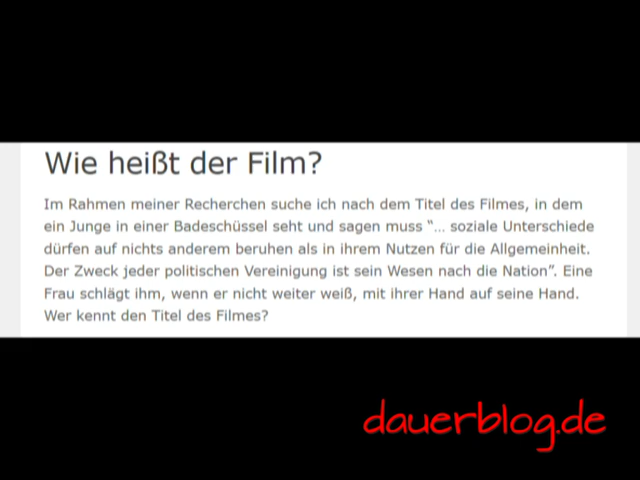 Wie heißt der Film?
Im Rahmen meiner Recherchen suche ich nach dem Titel des Filmes, in dem
ein Junge in einer Badeschüssel seht und sagen muss “... soziale Unterschiede
dürfen auf nichts anderem beruhen als in ihrem Nutzen für die Allgemeinheit.
Der Zweck jeder politischen Vereinigung ist sein Wesen nach die Nation”. Eine
Frau schlägt ihm, wenn er nicht weiter weiß, mit ihrer Hand auf seine Hand.
Wer kennt den Titel des Filmes?
dauerblog.de